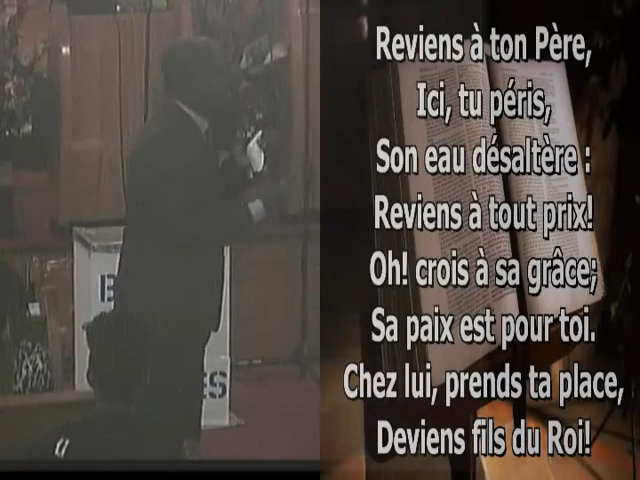 Reviens à ton Père,
Ici, tu péris,
Son eau désaltère :
Reviens à tout prix!
Oh! crois à sa grâce;
Sa paix est pour toi.
Chez lui, prends ta place,
Deviens fils du Roi!